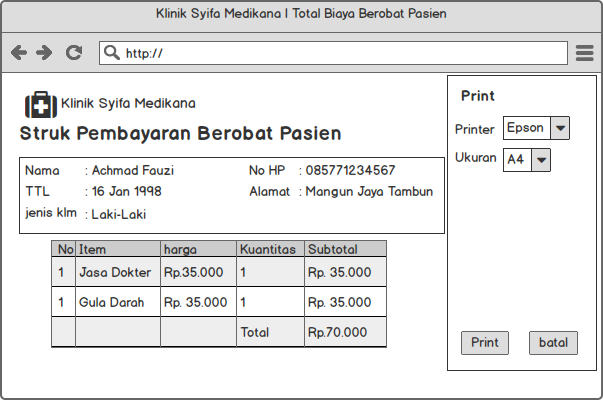 Klinik Syifa Medikana I Total Biaya Berobat Pasien
http://
Klinik Syifa Medikana
Struk Pembayaran Berobat Pasien
Nama : Achmad Fauzi No HP : 085771234567
TTL : 16 Jan 1998 Alamat : Mangun Jaya Tambun
jenis klm : Laki-Laki
No Item harga Kuantitas Subtotal
1 Jasa Dokter Rp.35.000 1 Rp. 35.000
1 Gula Darah Rp. 35.000 1 Rp. 35.000
Total Rp.70.000
Print
Printer Epson
Ukuran A4
Print batal